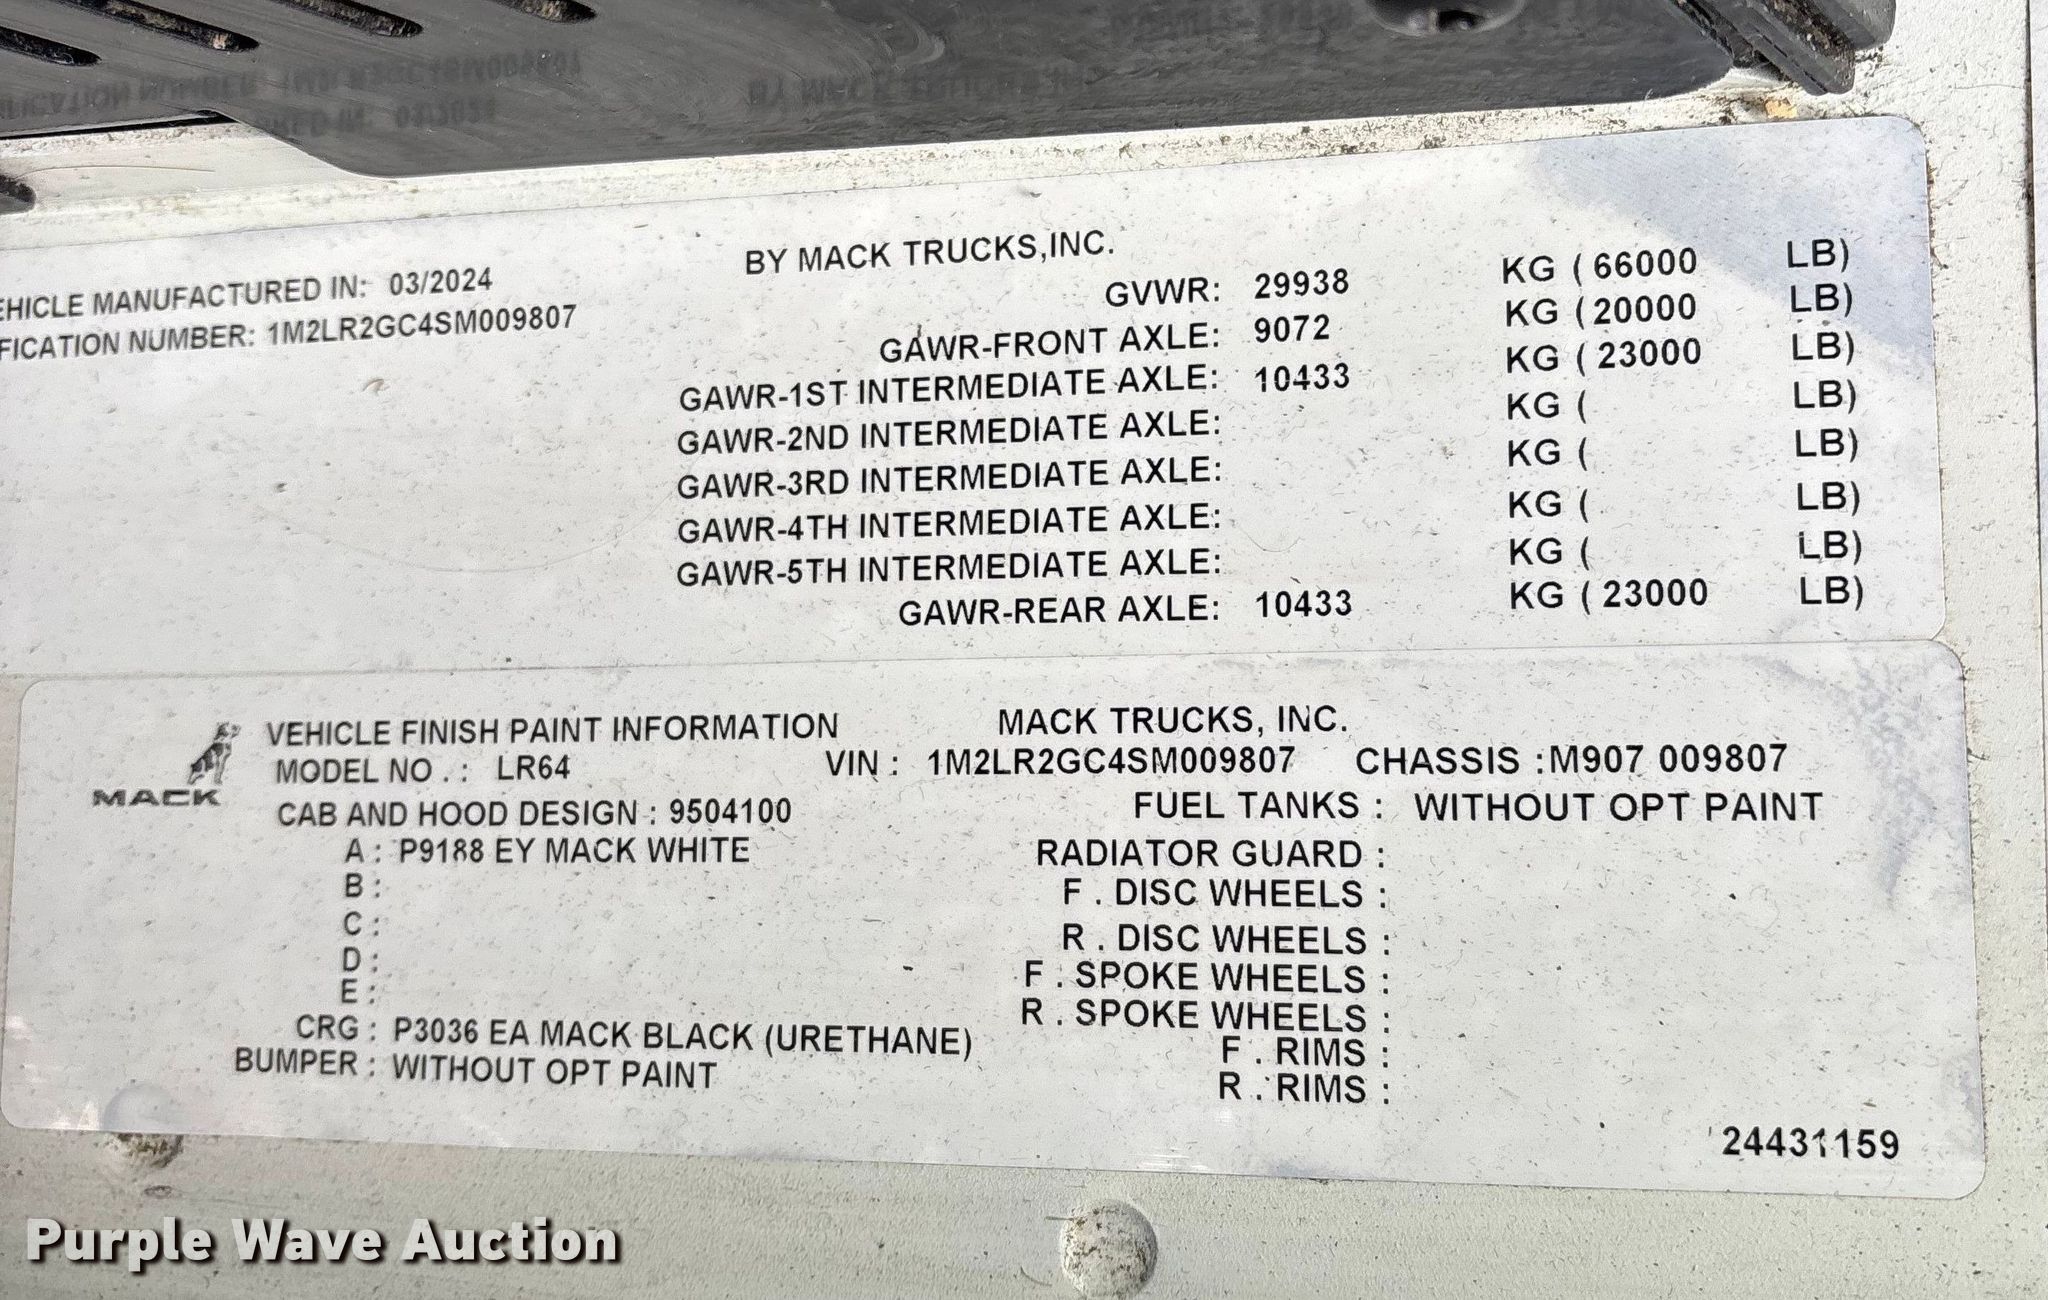 EHICLE MANUFACTURED IN: 03/2024
FICATION NUMBER: 1M2LR2GC4SM009807
BY MACK TRUCKS,INC.
GVWR: 29938 KG ( 66000 LB)
GAWR-FRONT AXLE: 9072 KG ( 20000 LB)
GAWR-1ST INTERMEDIATE AXLE: 10433 KG ( 23000 LB)
GAWR-2ND INTERMEDIATE AXLE: KG ( LB)
GAWR-3RD INTERMEDIATE AXLE: KG ( LB)
GAWR-4TH INTERMEDIATE AXLE: KG ( LB)
GAWR-5TH INTERMEDIATE AXLE: KG ( LB)
GAWR-REAR AXLE: 10433 KG ( 23000 LB)
MACK
VEHICLE FINISH PAINT INFORMATION MACK TRUCKS, INC.
MODEL NO . : LR64 VIN : 1M2LR2GC4SM009807 CHASSIS :M907 009807
CAB AND HOOD DESIGN : 9504100 FUEL TANKS : WITHOUT OPT PAINT
A : P9188 EY MACK WHITE RADIATOR GUARD :
B : F . DISC WHEELS :
C : R . DISC WHEELS :
D : F . SPOKE WHEELS :
E : R . SPOKE WHEELS :
CRG : P3036 EA MACK BLACK (URETHANE) F . RIMS :
BUMPER : WITHOUT OPT PAINT R . RIMS :
24431159
Purple Wave Auction